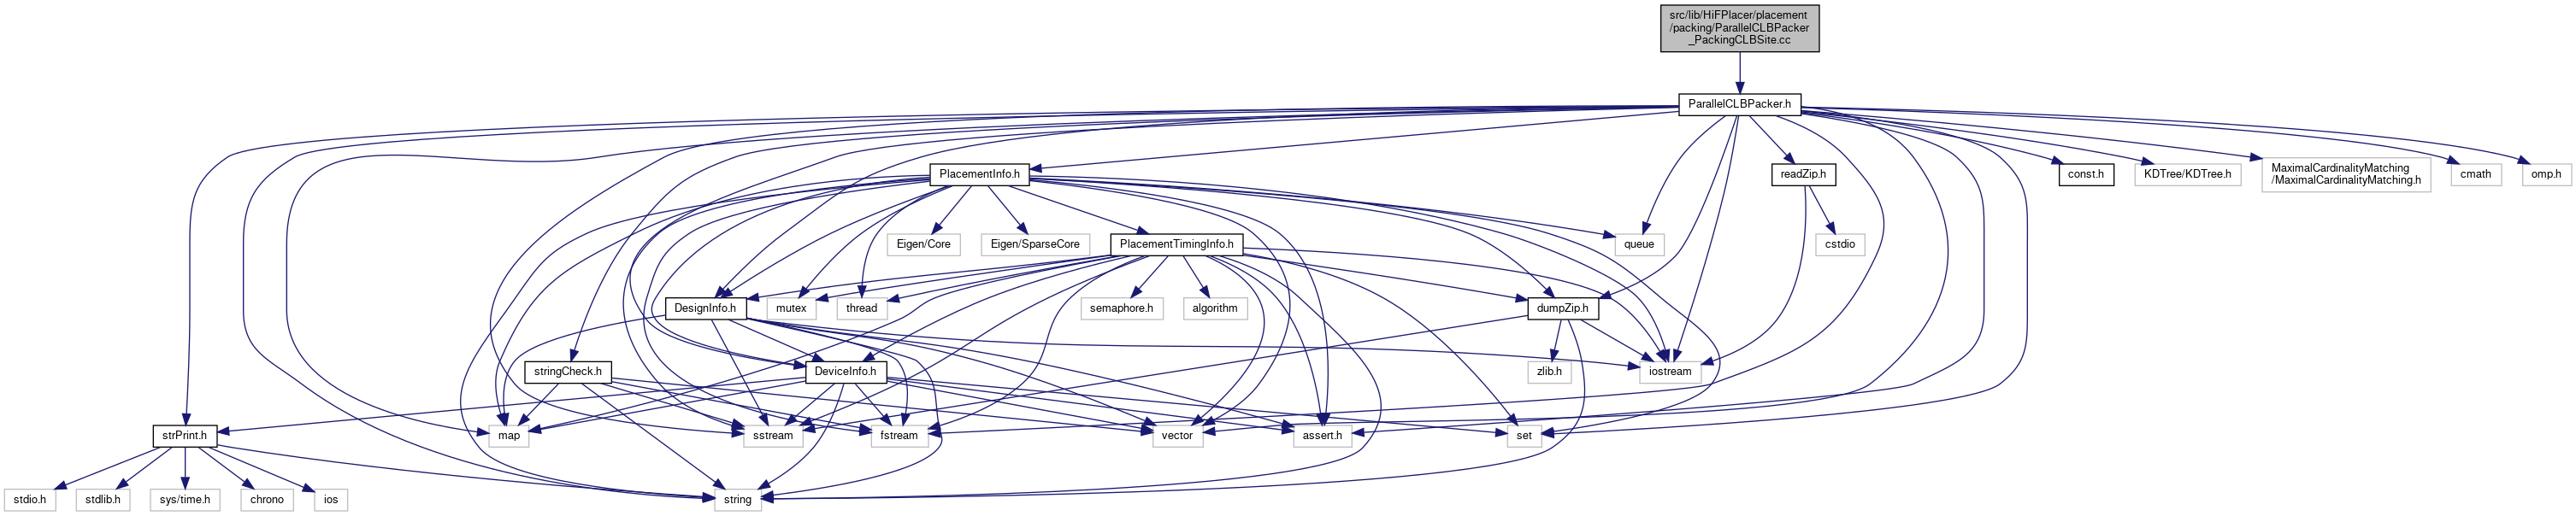 src/lib/HiFPlacer/placement
/packing/ParallelCLBPacker
_PackingCLBSite.cc
ParallelCLBPacker.h
PlacementInfo.h
readZip.h
const.h
KDTree/KDTree.h
MaximalCardinalityMatching
/MaximalCardinalityMatching.h
cmath
omp.h
Eigen/Core
Eigen/SparseCore
PlacementTimingInfo.h
queue
cstdio
DesignInfo.h
mutex
thread
semaphore.h
algorithm
dumpZip.h
stringCheck.h
DeviceInfo.h
zlib.h
iostream
strPrint.h
map
sstream
fstream
vector
assert.h
set
stdio.h
stdlib.h
sys/time.h
chrono
ios
string